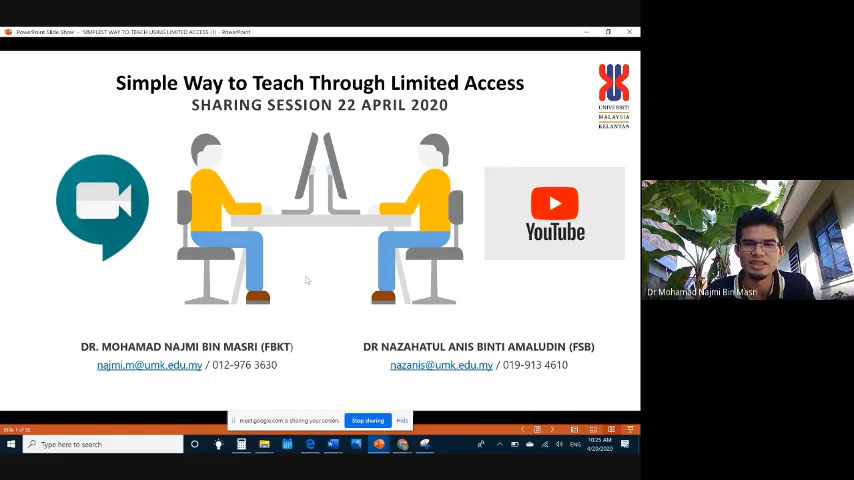 PowerPoint Slide Show - SIMPLEST WAY TO TEACH USING LIMITED ACCESS (1) - PowerPoint
Simple Way to Teach Through Limited Access
SHARING SESSION 22 APRIL 2020
UNIVERSITI
MALAYSIA
KELANTAN
YouTube
Dr Mohamad Najmi Bin Masri
DR. MOHAMAD NAJMI BIN MASRI (FBKT)
najmi.m@umk.edu.my / 012-976 3630
DR NAZAHATUL ANIS BINTI AMALUDIN (FSB)
nazanis@umk.edu.my / 019-913 4610
meet.google.com is sharing your screen.
Stop sharing
Hide
Slide 1 of 32
Type here to search
ENG
10:25 AM
4/20/2020